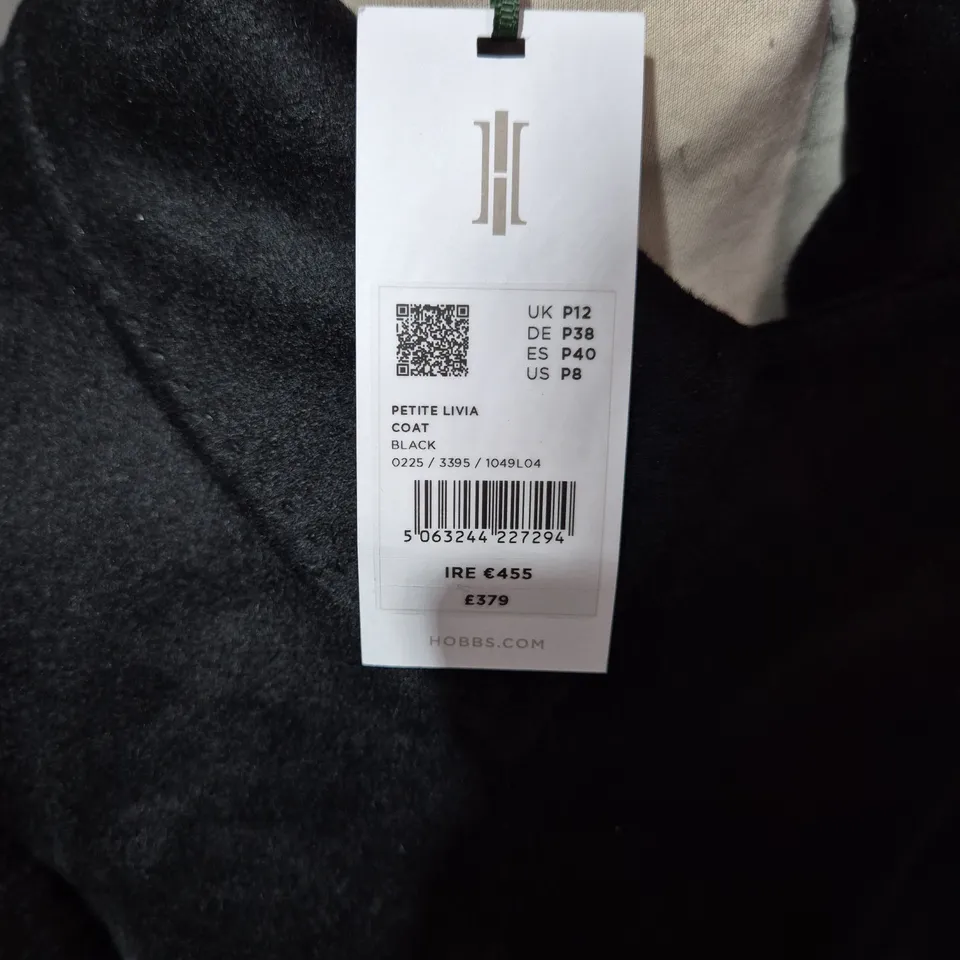 UK P12
DE P38
ES P40
US P8
PETITE LIVIA
COAT
BLACK
0225 / 3395 / 1049L04
5 063244 227294
IRE €455
£379
HOBBS.COM